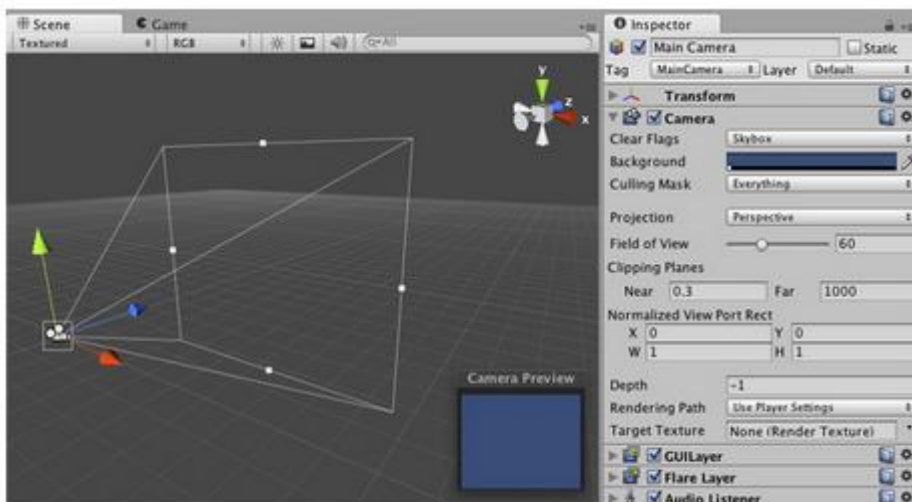 Scene
Game
Textured
RGB
All
y
z
x
Camera Preview
Inspector
Main Camera
Static
Tag MainCamera Layer Default
Transform
Camera
Clear Flags Skybox
Background
Culling Mask Everything
Projection Perspective
Field of View 60
Clipping Planes
Near 0.3 Far 1000
Normalized View Port Rect
X 0 Y 0
W 1 H 1
Depth -1
Rendering Path Use Player Settings
Target Texture None (Render Texture)
GUILayer
Flare Layer
Audio Listener